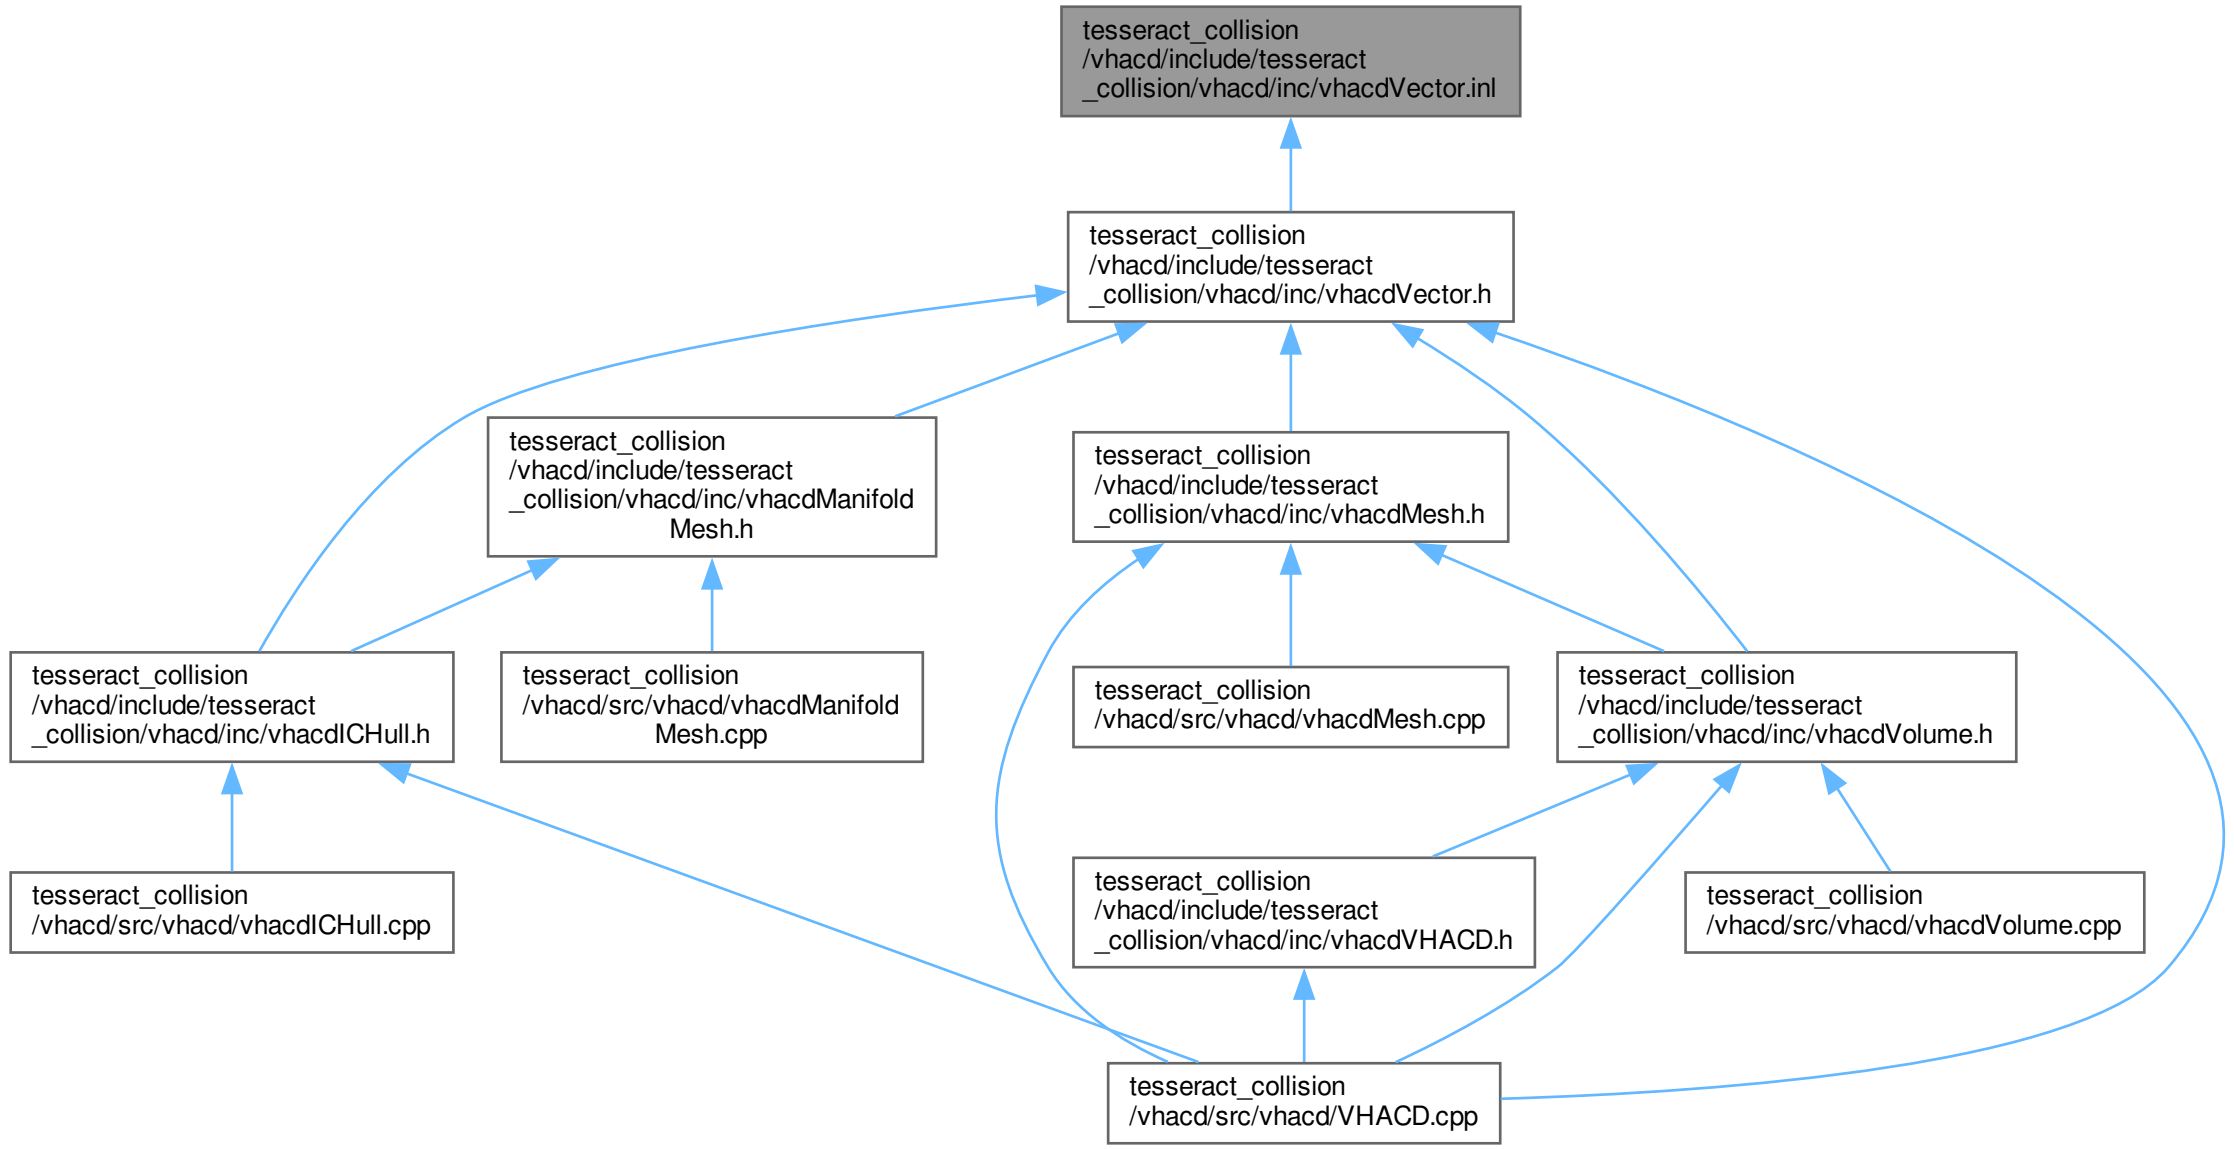 tesseract_collision
/vhacd/include/tesseract
_collision/vhacd/inc/vhacdVector.inl
tesseract_collision
/vhacd/include/tesseract
_collision/vhacd/inc/vhacdVector.h
tesseract_collision
/vhacd/include/tesseract
_collision/vhacd/inc/vhacdManifold
Mesh.h
tesseract_collision
/vhacd/include/tesseract
_collision/vhacd/inc/vhacdMesh.h
tesseract_collision
/vhacd/include/tesseract
_collision/vhacd/inc/vhacdICHull.h
tesseract_collision
/vhacd/src/vhacd/vhacdManifold
Mesh.cpp
tesseract_collision
/vhacd/src/vhacd/vhacdMesh.cpp
tesseract_collision
/vhacd/include/tesseract
_collision/vhacd/inc/vhacdVolume.h
tesseract_collision
/vhacd/src/vhacd/vhacdICHull.cpp
tesseract_collision
/vhacd/include/tesseract
_collision/vhacd/inc/vhacdVHACD.h
tesseract_collision
/vhacd/src/vhacd/vhacdVolume.cpp
tesseract_collision
/vhacd/src/vhacd/VHACD.cpp